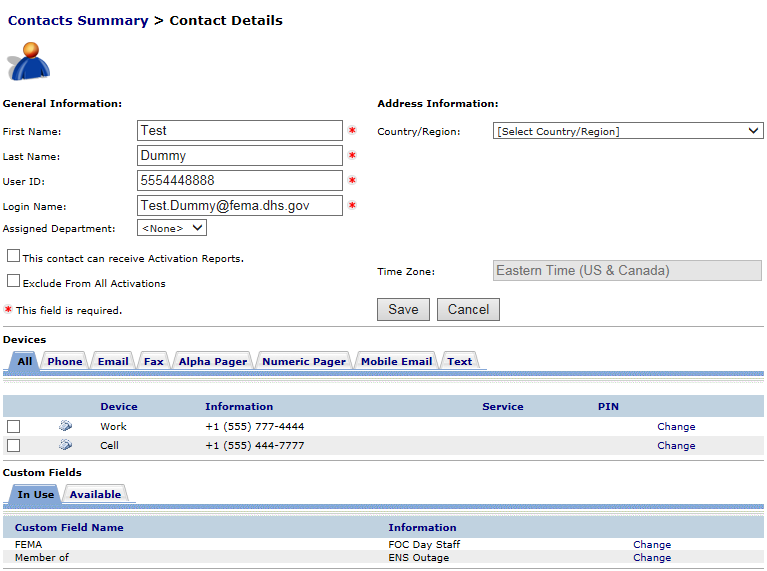 Contacts Summary > Contact Details
General Information:
Address Information:
First Name: Test *
Country/Region: [Select Country/Region]
Last Name: Dummy *
User ID: 5554448888 *
Login Name: Test.Dummy@fema.dhs.gov *
Assigned Department: <None>
This contact can receive Activation Reports.
Time Zone: Eastern Time (US & Canada)
Exclude From All Activations
* This field is required.
Save Cancel
Devices
All Phone Email Fax Alpha Pager Numeric Pager Mobile Email Text
Device Information Service PIN
Work +1 (555) 777-4444 Change
Cell +1 (555) 444-7777 Change
Custom Fields
In Use Available
Custom Field Name Information
FEMA FOC Day Staff Change
Member of ENS Outage Change